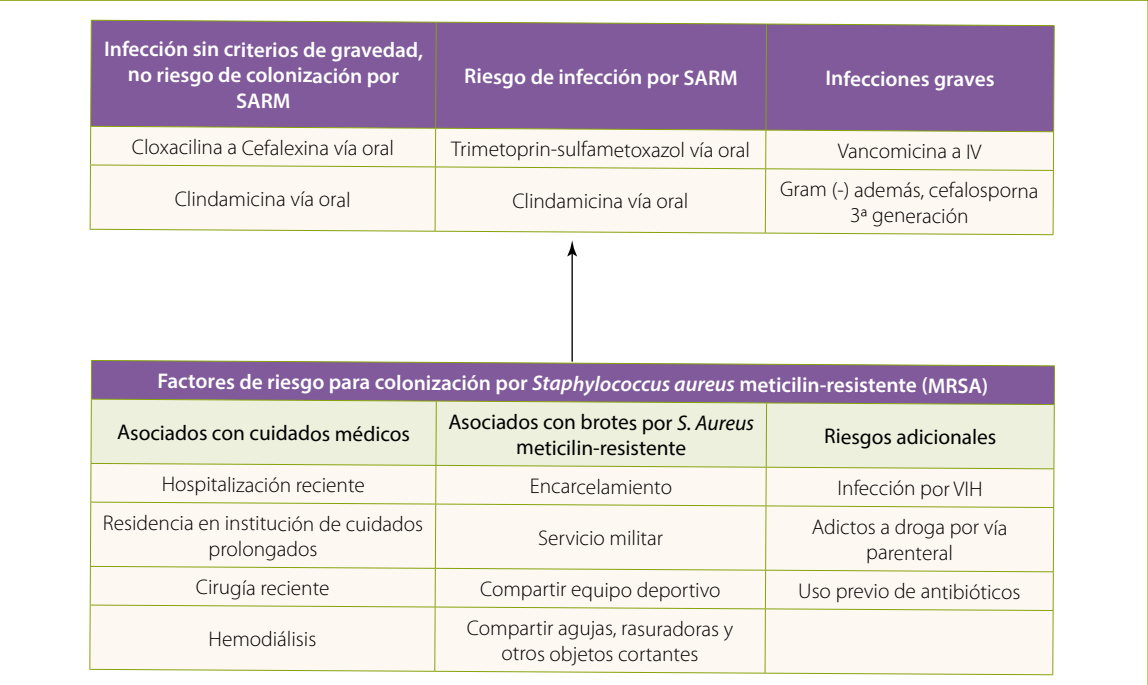 Infección sin criterios de gravedad,
no riesgo de colonización por
SARM
Riesgo de infección por SARM
Infecciones graves
Cloxacilina a Cefalexina vía oral
Trimetoprin-sulfametoxazol vía oral
Vancomicina a IV
Clindamicina vía oral
Clindamicina vía oral
Gram (-) además, cefalosporna
3ª generación
Factores de riesgo para colonización por Staphylococcus aureus meticilin-resistente (MRSA)
Asociados con cuidados médicos
Asociados con brotes por S. Aureus
meticilin-resistente
Riesgos adicionales
Hospitalización reciente
Encarcelamiento
Infección por VIH
Residencia en institución de cuidados
prolongados
Servicio militar
Adictos a droga por vía
parenteral
Cirugía reciente
Compartir equipo deportivo
Uso previo de antibióticos
Hemodiálisis
Compartir agujas, rasuradoras y
otros objetos cortantes